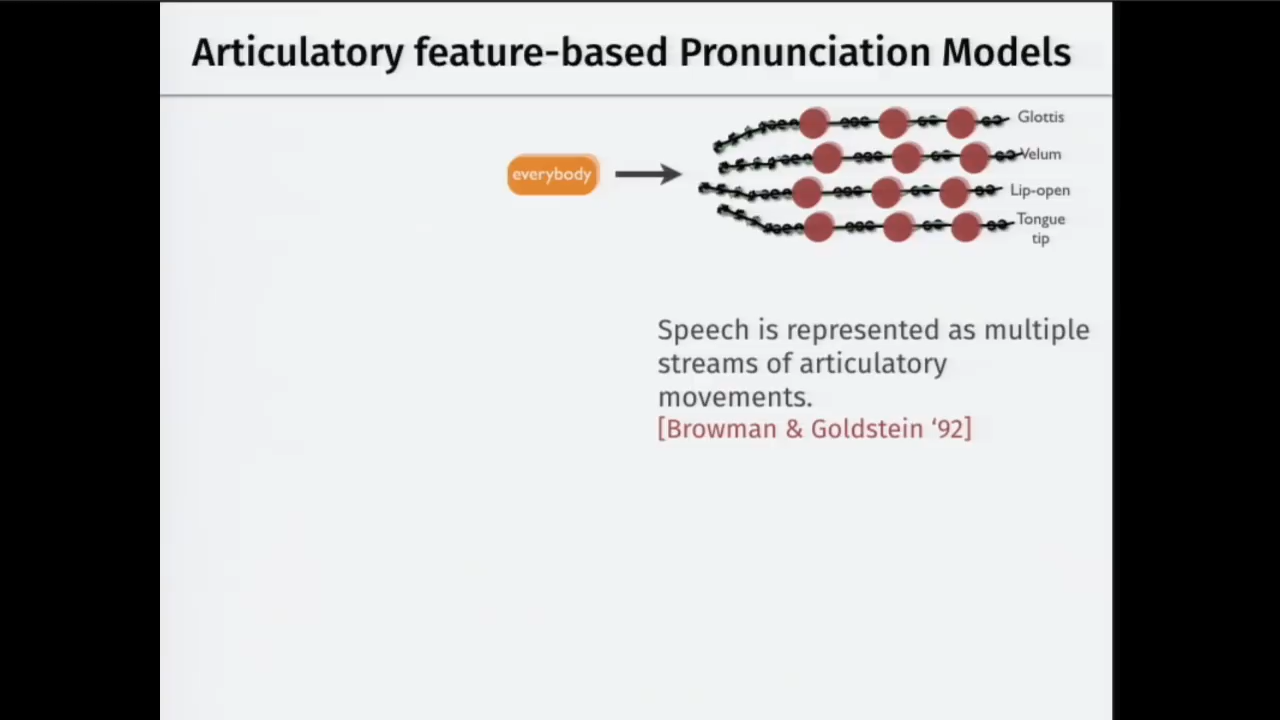 Articulatory feature-based Pronunciation Models
everybody
Glottis
Velum
Lip-open
Tongue
tip
Speech is represented as multiple
streams of articulatory
movements.
[Browman & Goldstein ‘92]